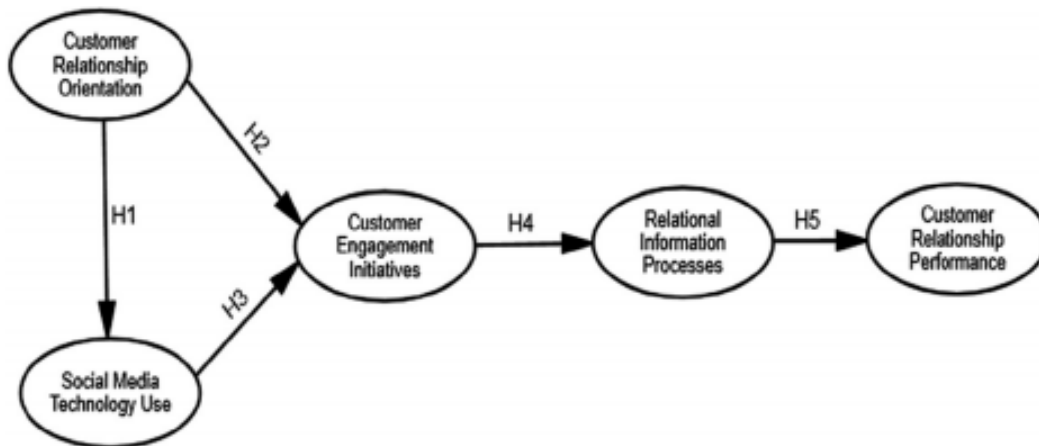 Customer
Relationship
Orientation
H2
H1
Customer
Engagement
Initiatives
H4
Relational
Information
Processes
H5
Customer
Relationship
Performance
H3
Social Media
Technology Use